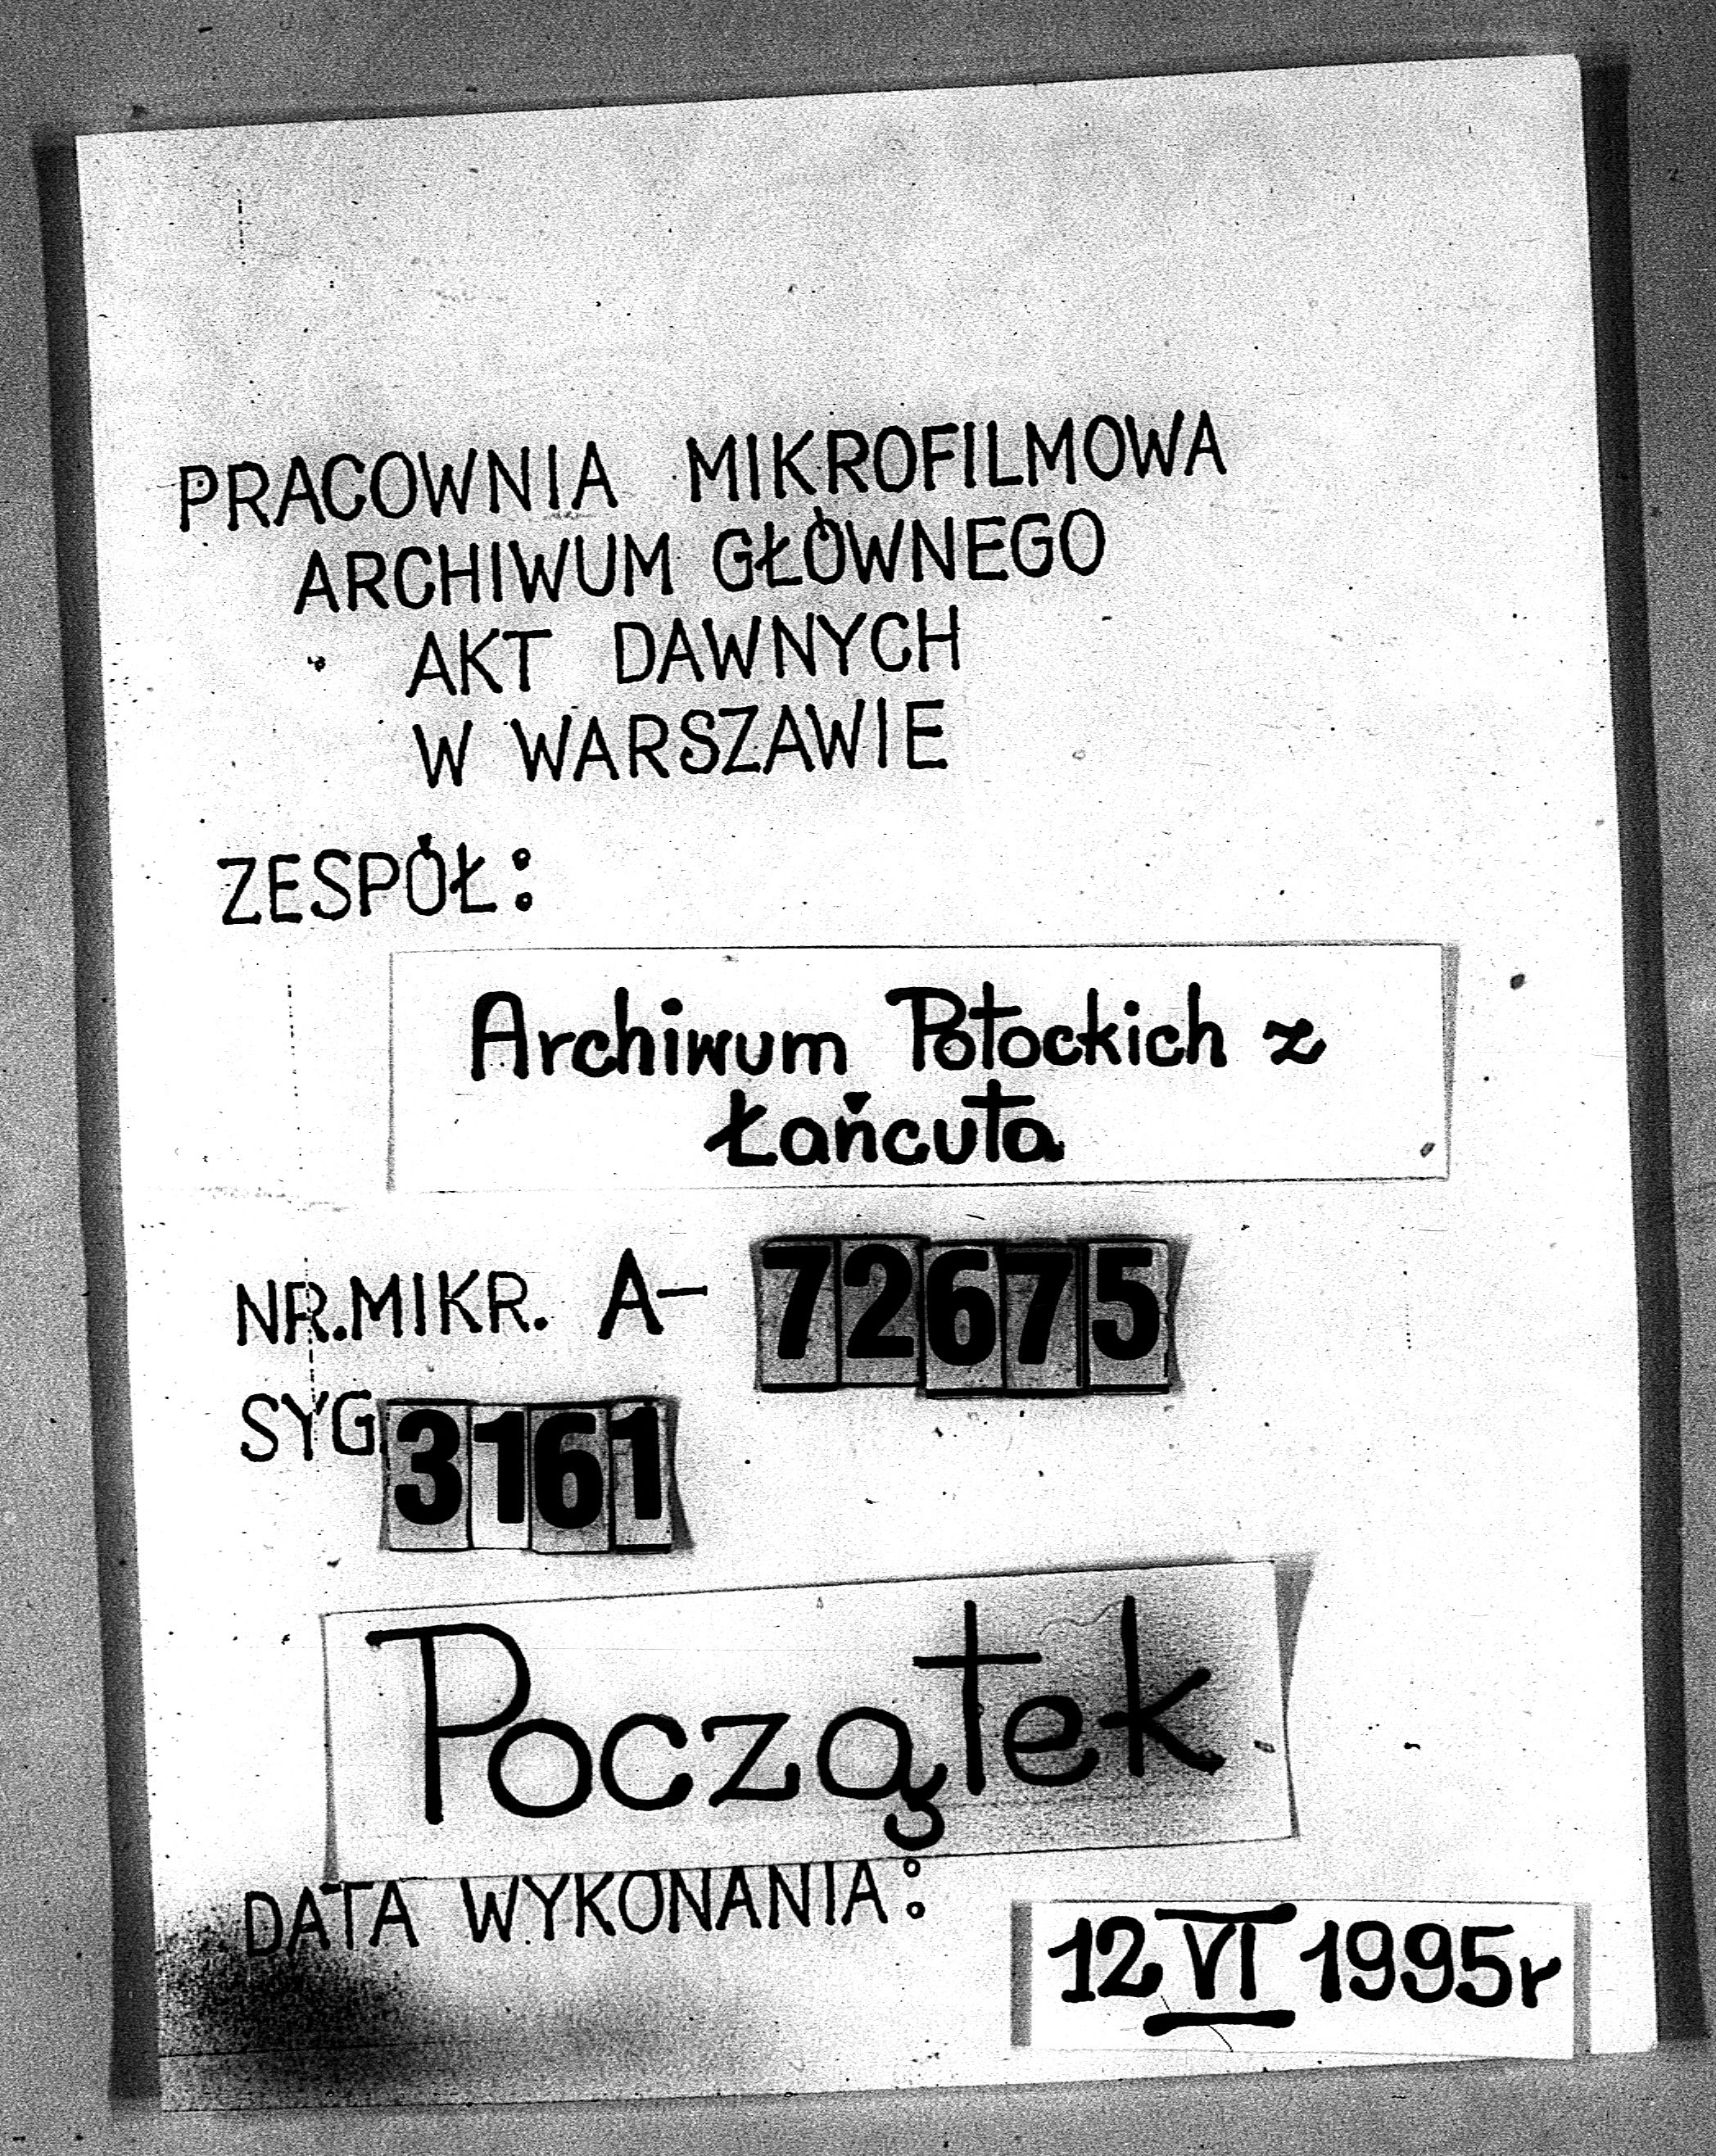 PRACOWNIA MIKROFILMOWA
ARCHIWUM GŁÓWNEGO
AKT DAWNYCH
W WARSZAWIE
ZESPÓŁ:
Archiwum Potockich z
Łańcuta
NR.MIKR. A- 72675
SYG. 3161
Początek
DATA WYKONANIA:
12 VI 1995r